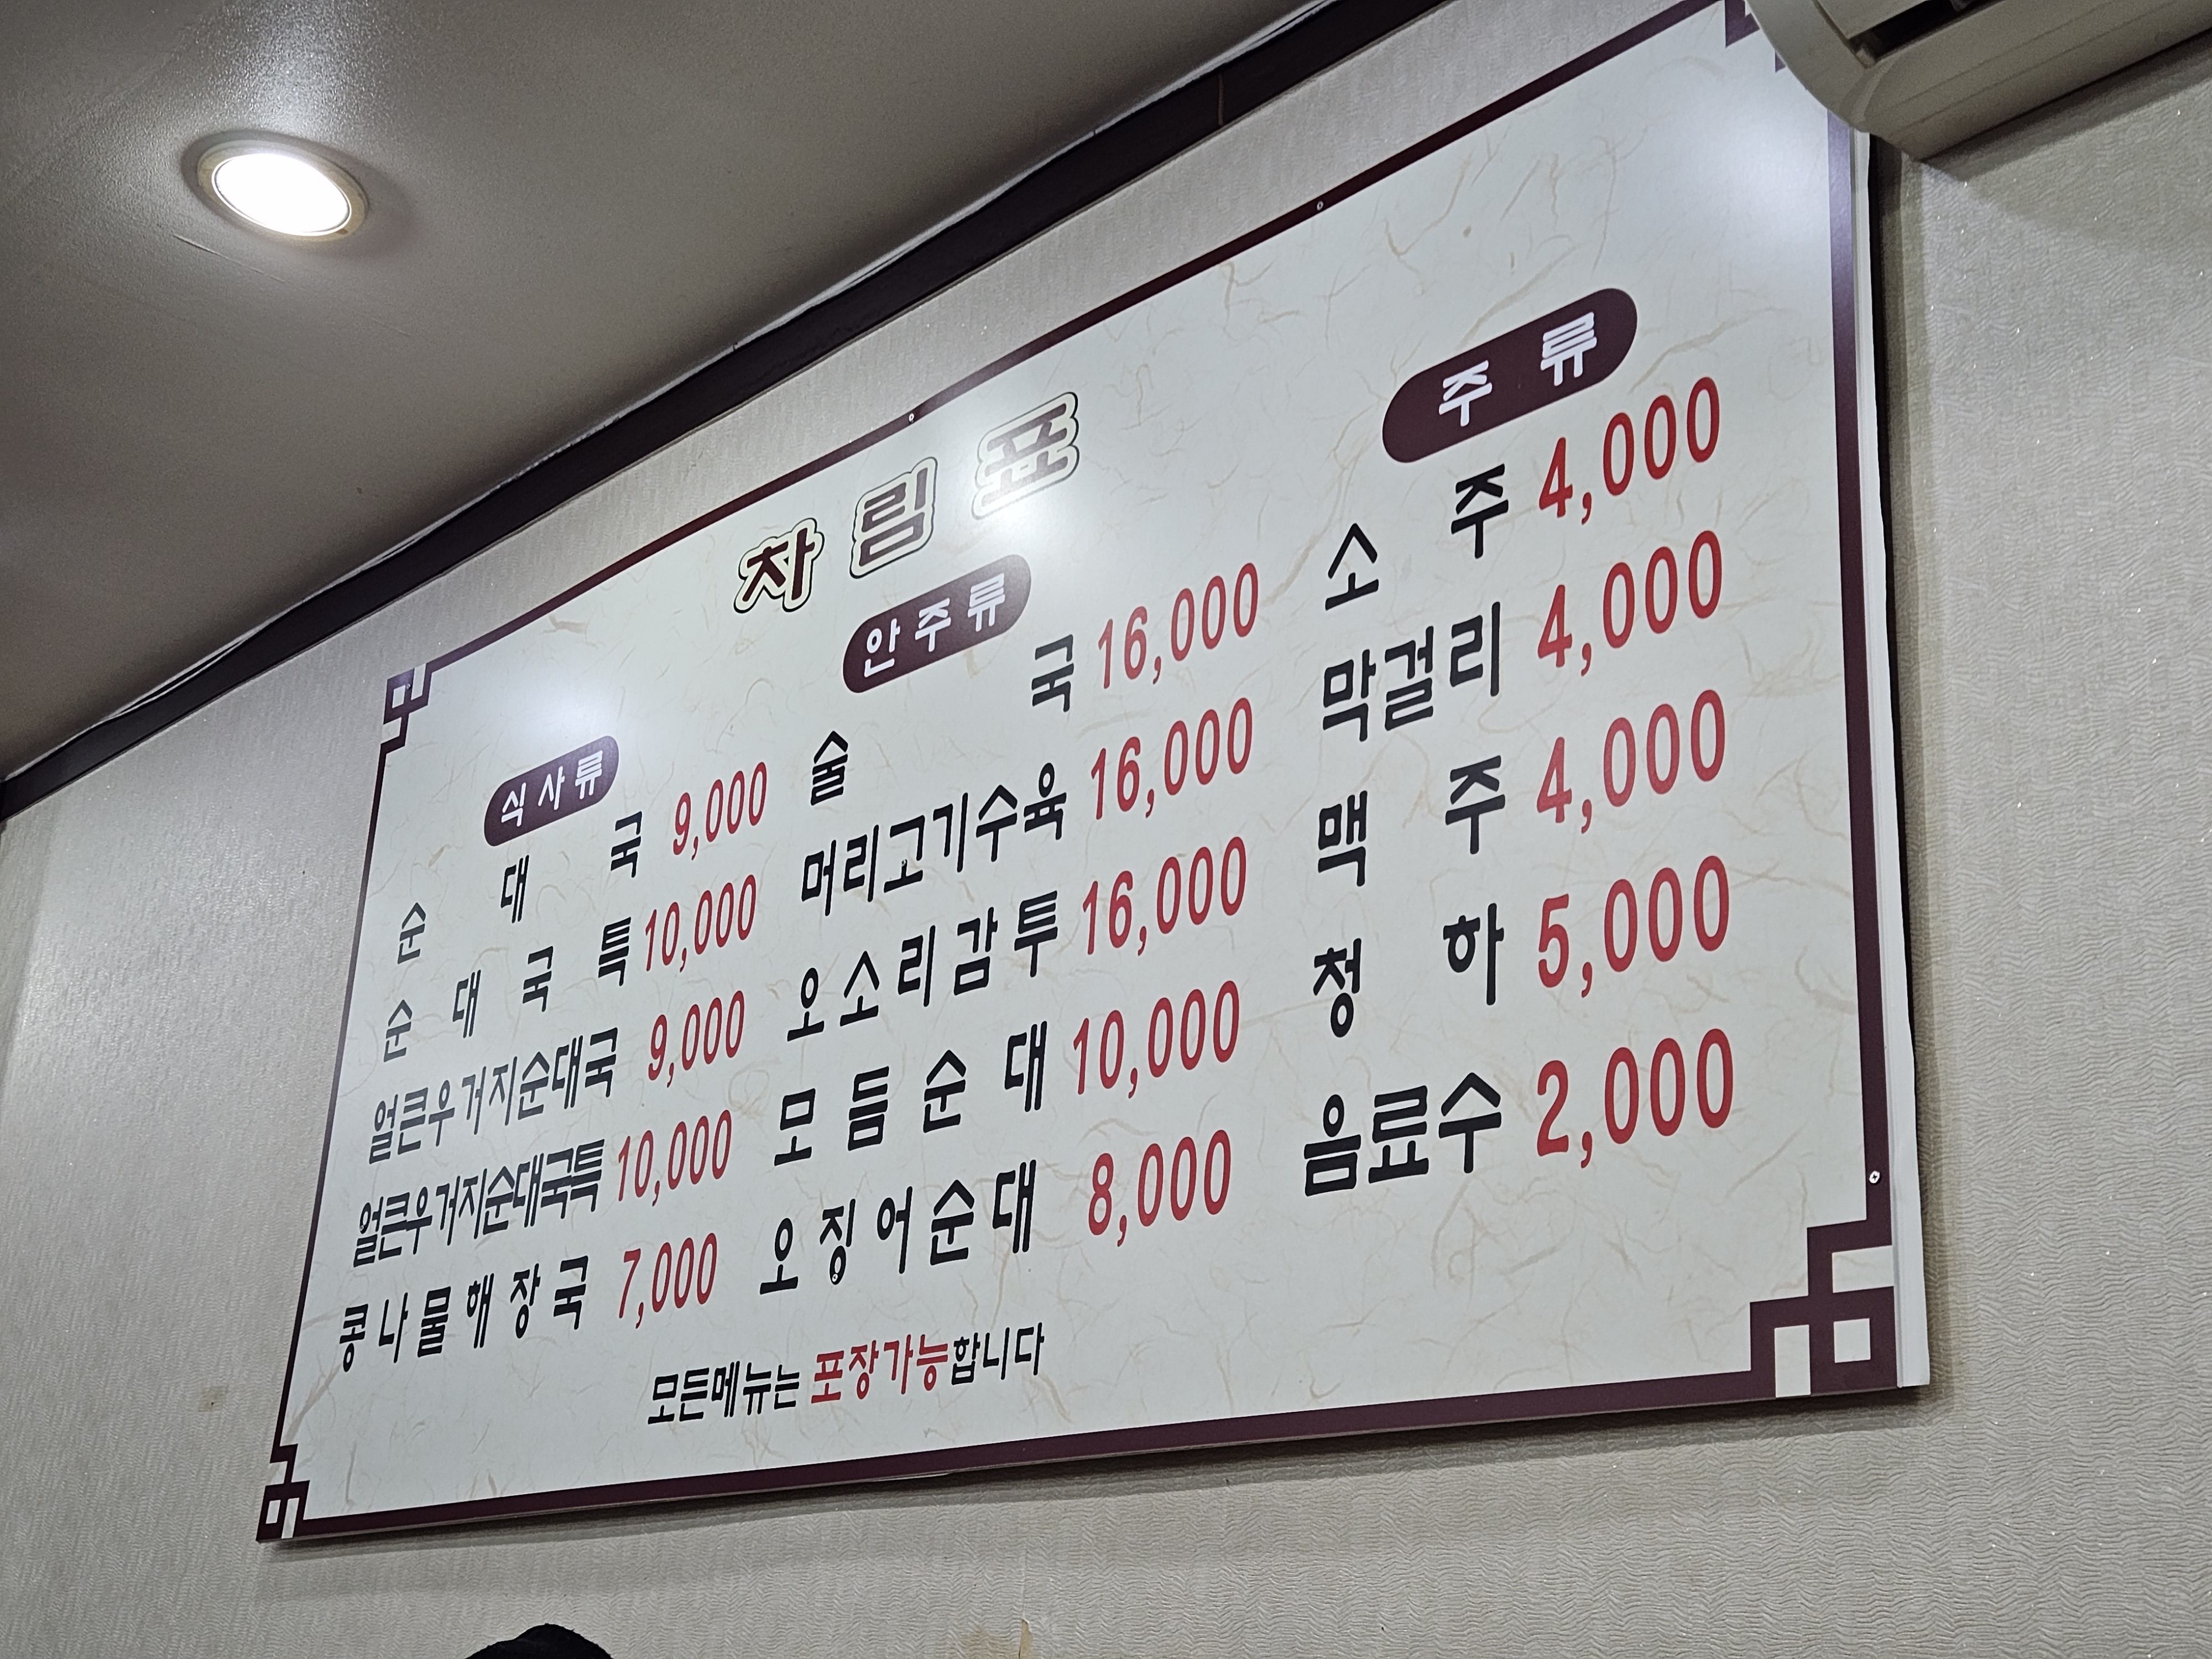 차림표
식사류
순대국 9,000
순대국특 10,000
얼큰우거지순대국 9,000
얼큰우거지순대국특 10,000
콩나물해장국 7,000
안주류
술국 16,000
머리고기수육 16,000
오소리감투 16,000
모듬순대 10,000
오징어순대 8,000
주류
소주 4,000
막걸리 4,000
맥주 4,000
청하 5,000
음료수 2,000
모든메뉴는 포장가능합니다